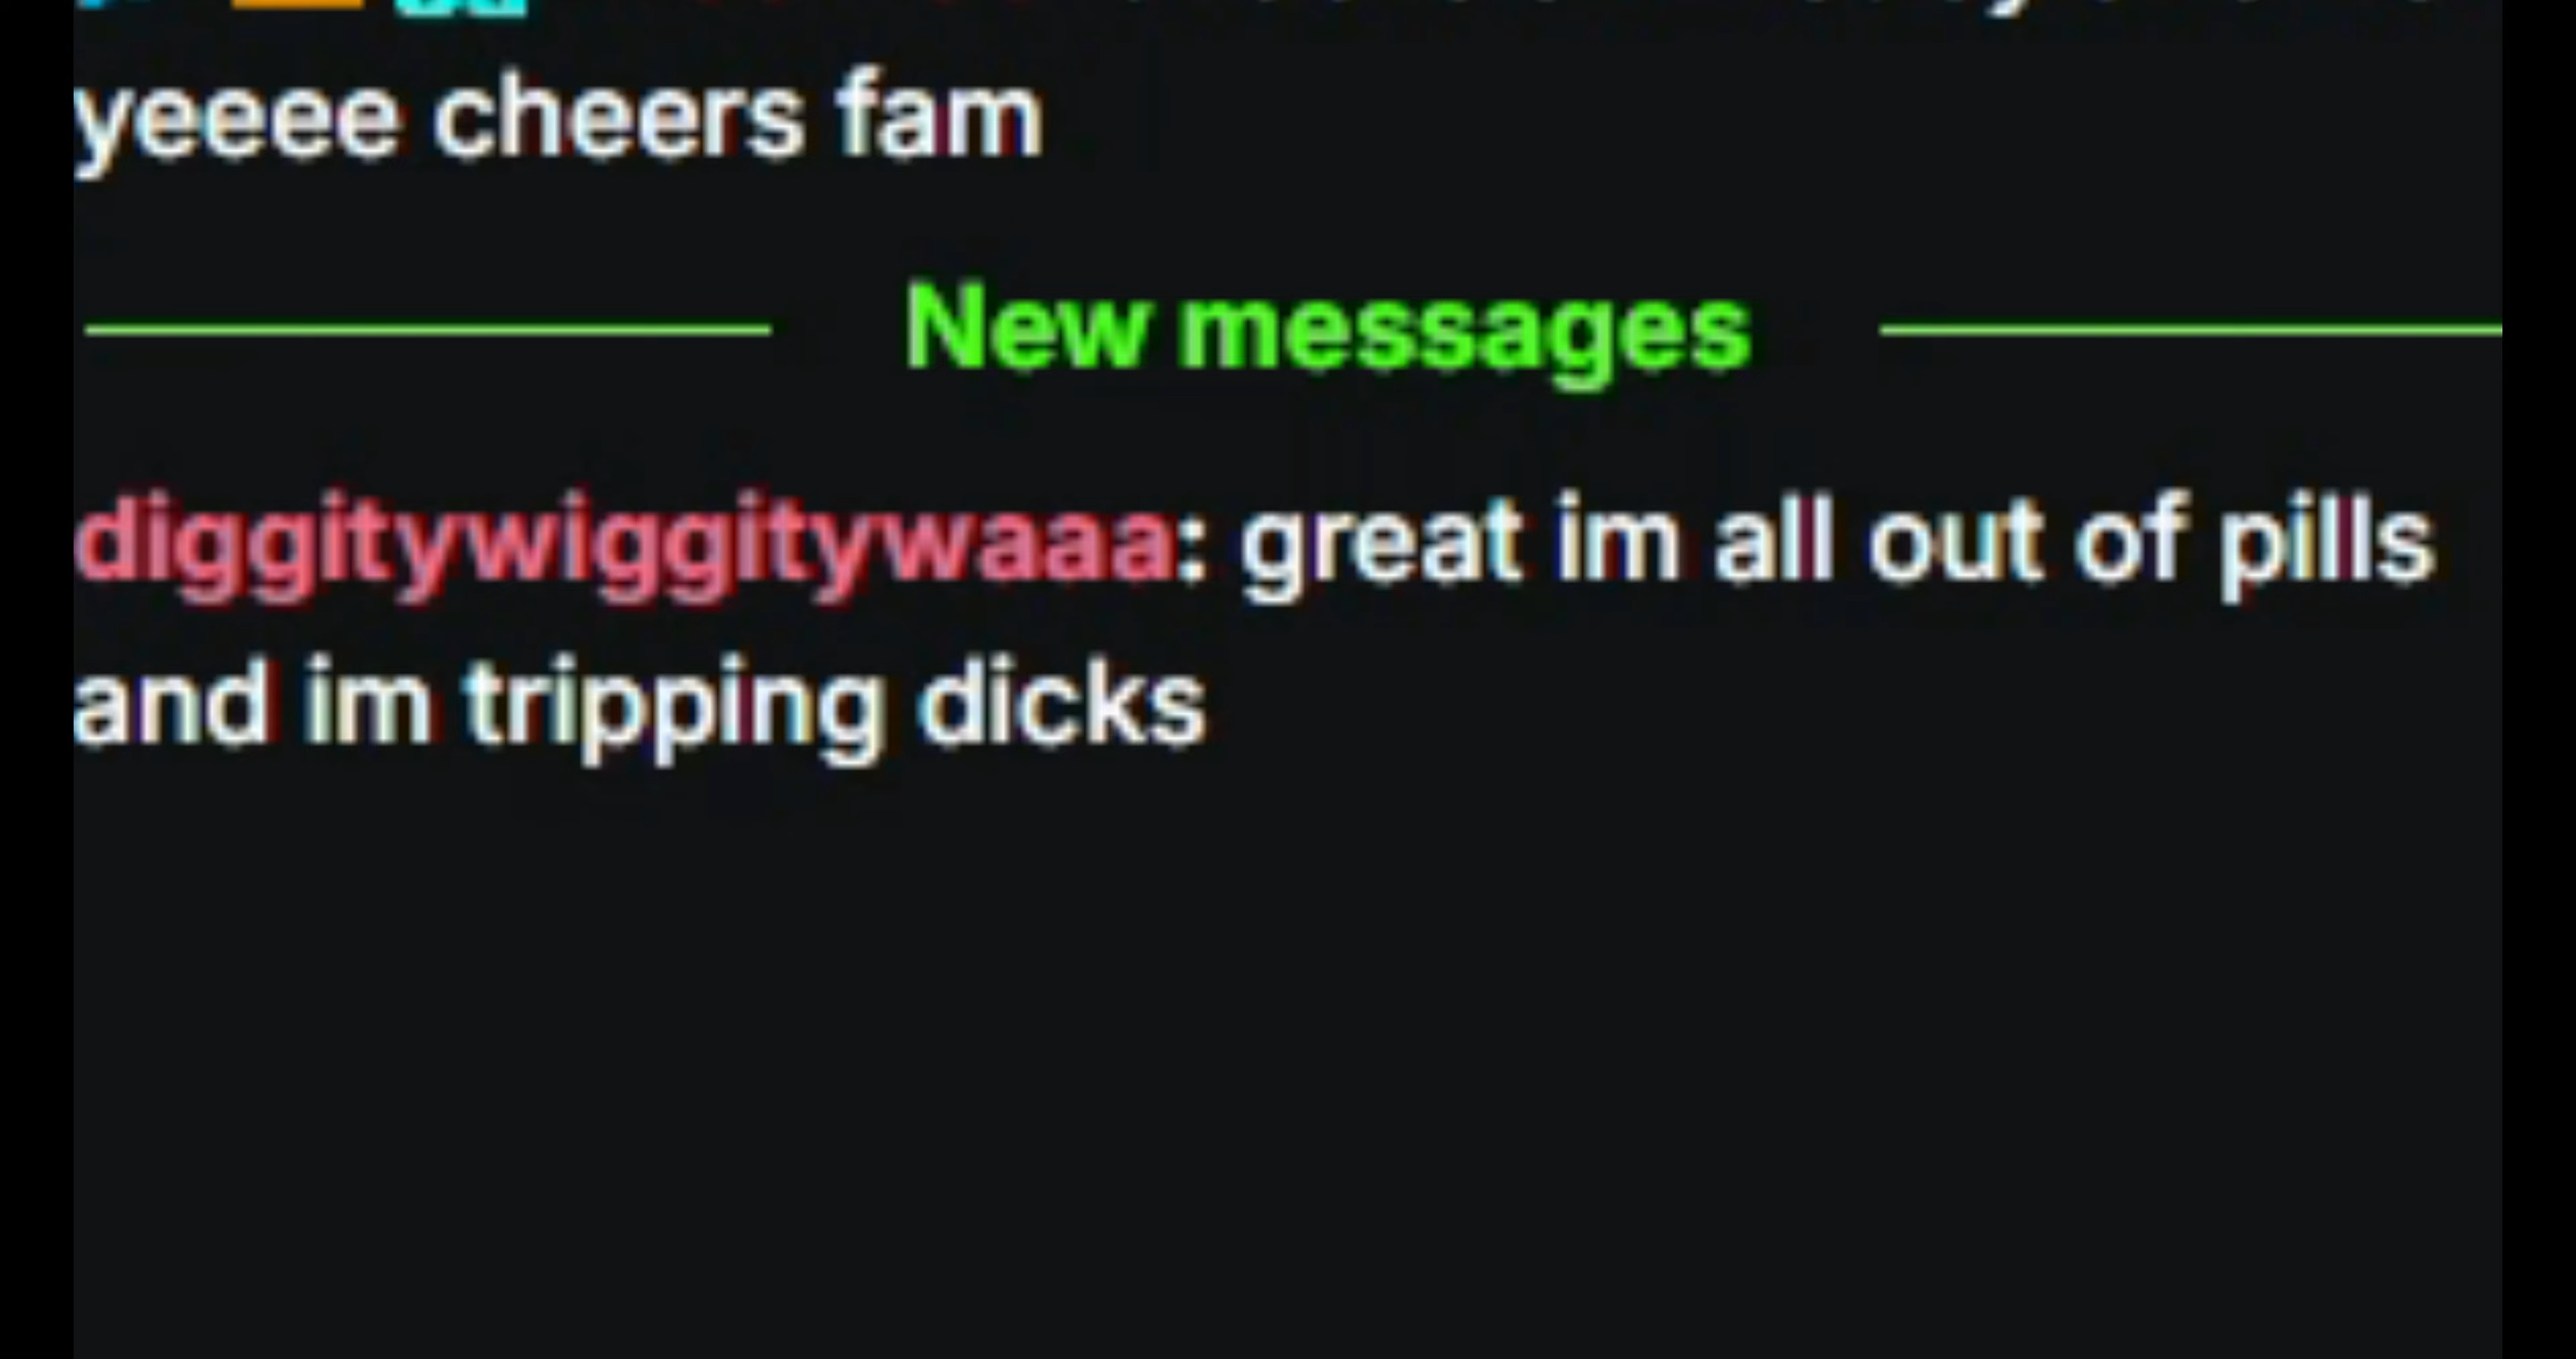 yeeee cheers fam
New messages
diggitywiggitywaaa: great im all out of pills
and im tripping dicks